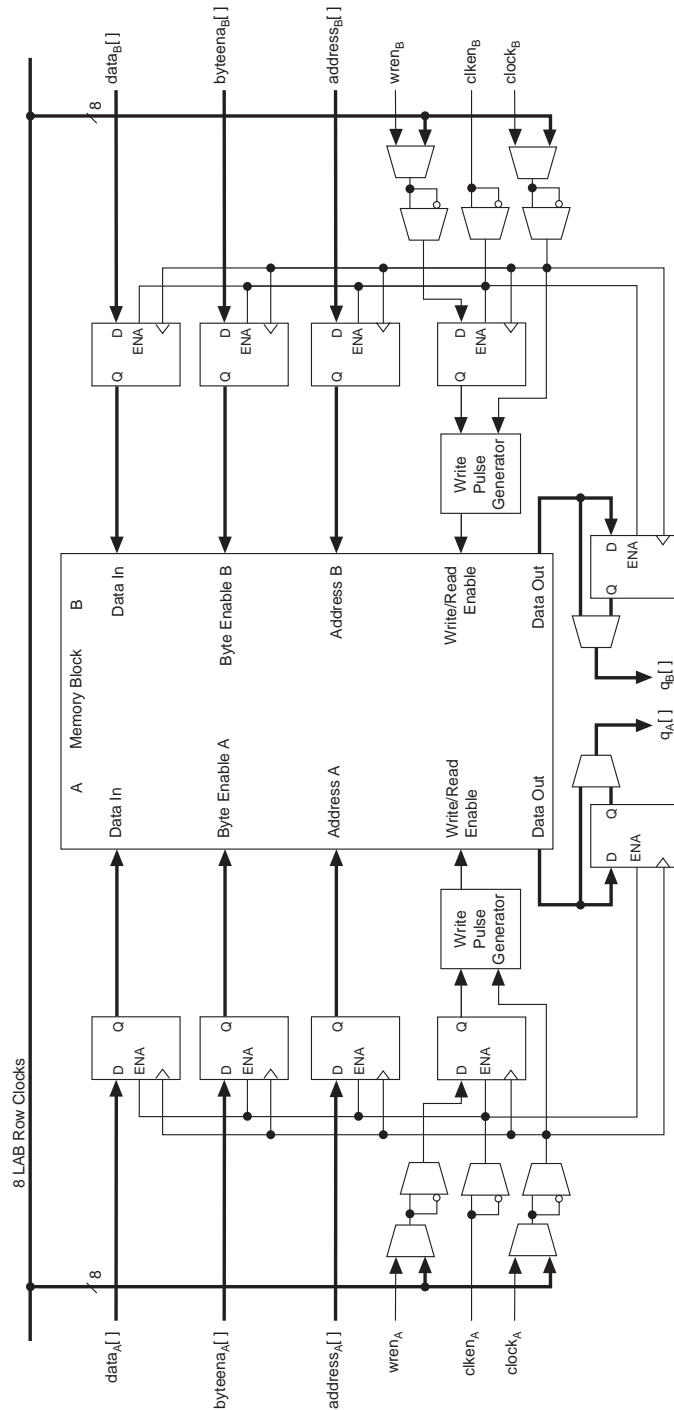 8 LAB Row Clocks
8
8
data_A[ ]
byteena_A[ ]
address_A[ ]
wren_A
clken_A
clock_A
D
Q
ENA
D
Q
ENA
D
Q
ENA
D
Q
ENA
Write
Pulse
Generator
A
Memory Block
B
Data In
Byte Enable A
Address A
Write/Read
Enable
Data Out
Data In
Byte Enable B
Address B
Write/Read
Enable
Data Out
Write
Pulse
Generator
Q
D
ENA
Q
D
ENA
Q
D
ENA
Q
D
ENA
data_B[ ]
byteena_B[ ]
address_B[ ]
wren_B
clken_B
clock_B
D
Q
ENA
q_A[ ]
q_B[ ]
Q
D
ENA